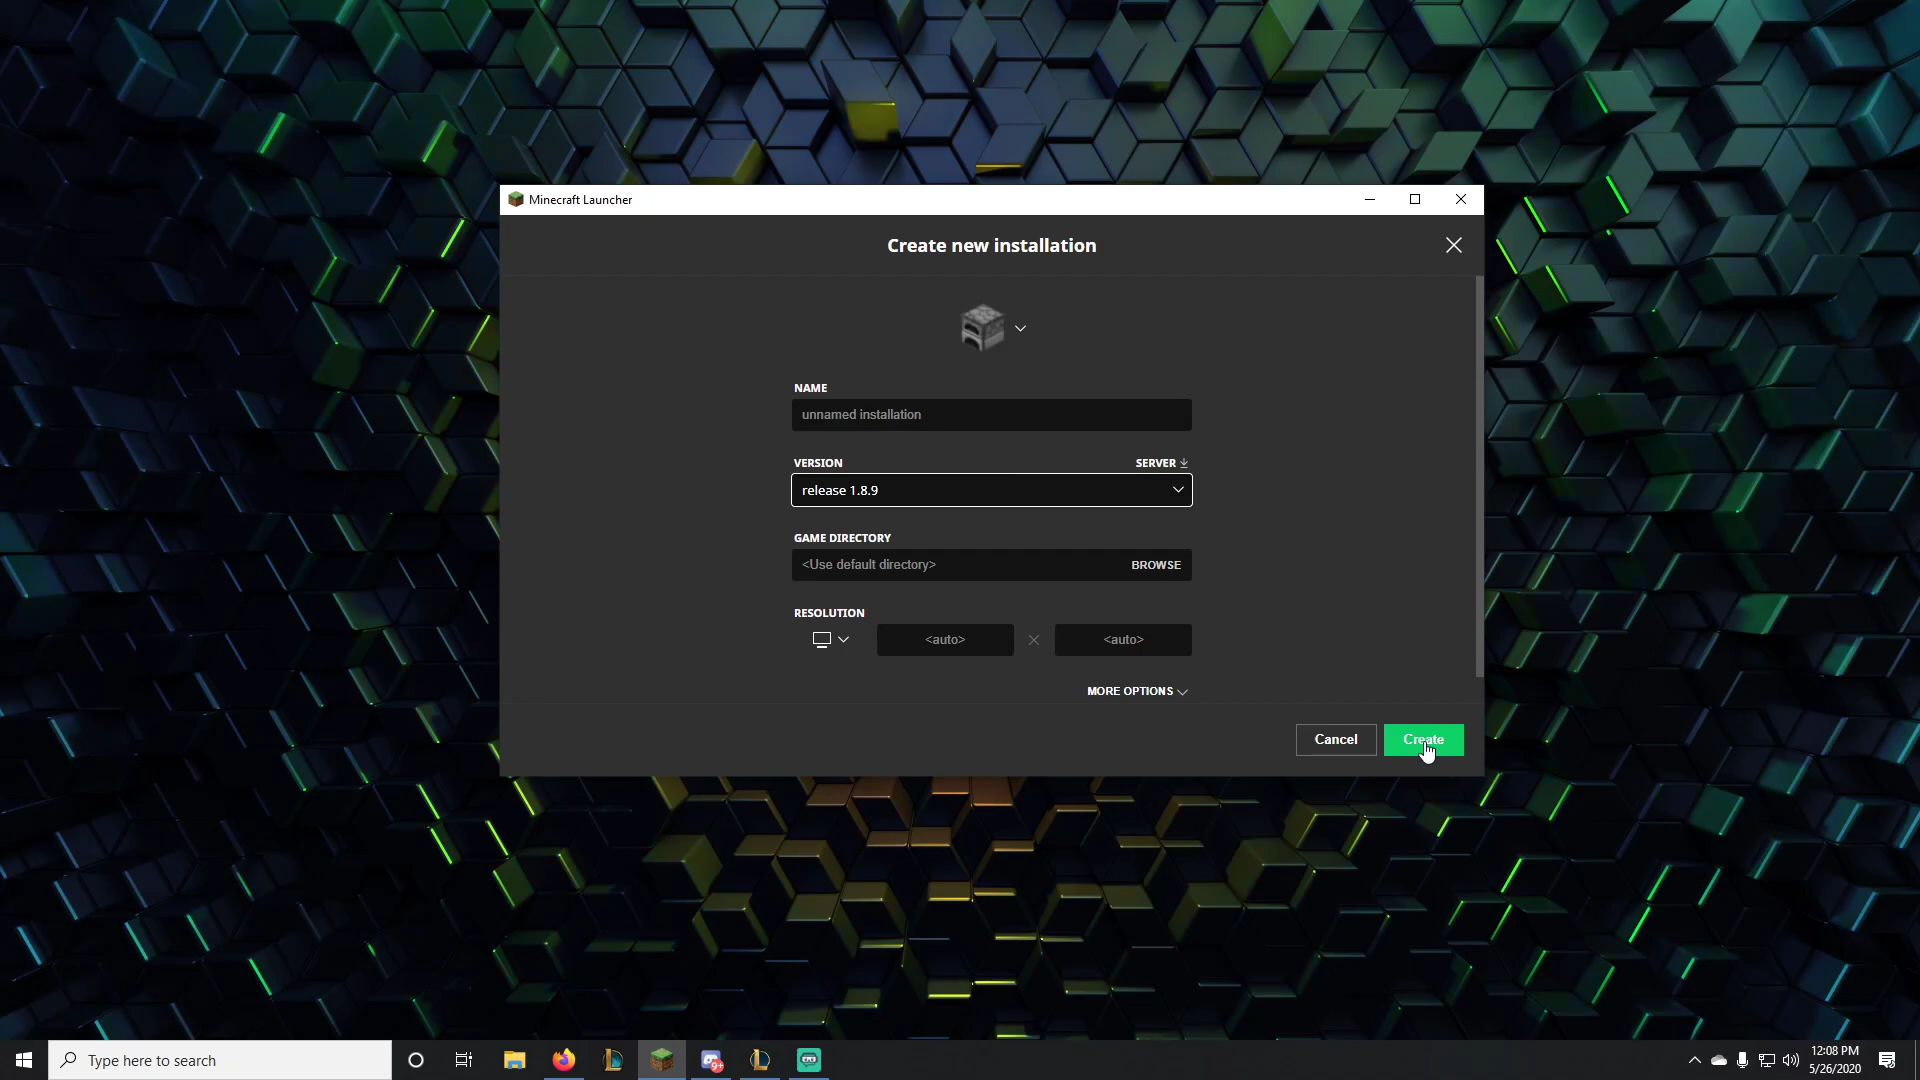 Minecraft Launcher
Create new installation
NAME
unnamed installation
VERSION
SERVER
release 1.8.9
GAME DIRECTORY
<Use default directory>
BROWSE
RESOLUTION
<auto>
<auto>
MORE OPTIONS
Cancel
Create
Type here to search
9+
12:08 PM
5/26/2020